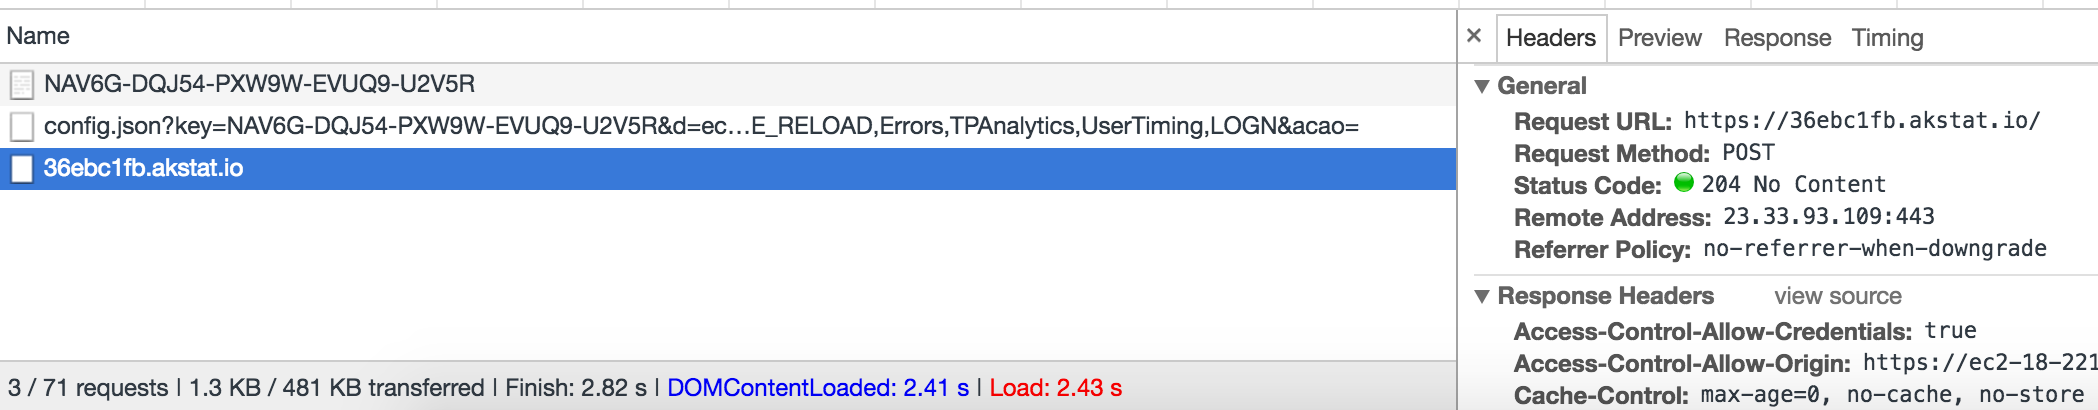 Name
NAV6G-DQJ54-PXW9W-EVUQ9-U2V5R
config.json?key=NAV6G-DQJ54-PXW9W-EVUQ9-U2V5R&d=ec…E_RELOAD,Errors,TPAnalytics,UserTiming,LOGN&acao=
36ebc1fb.akstat.io
3 / 71 requests | 1.3 KB / 481 KB transferred | Finish: 2.82 s | DOMContentLoaded: 2.41 s | Load: 2.43 s
× Headers Preview Response Timing
▼ General
Request URL: https://36ebc1fb.akstat.io/
Request Method: POST
Status Code: 204 No Content
Remote Address: 23.33.93.109:443
Referrer Policy: no-referrer-when-downgrade
▼ Response Headers view source
Access-Control-Allow-Credentials: true
Access-Control-Allow-Origin: https://ec2-18-221
Cache-Control: max-age=0, no-cache, no-store